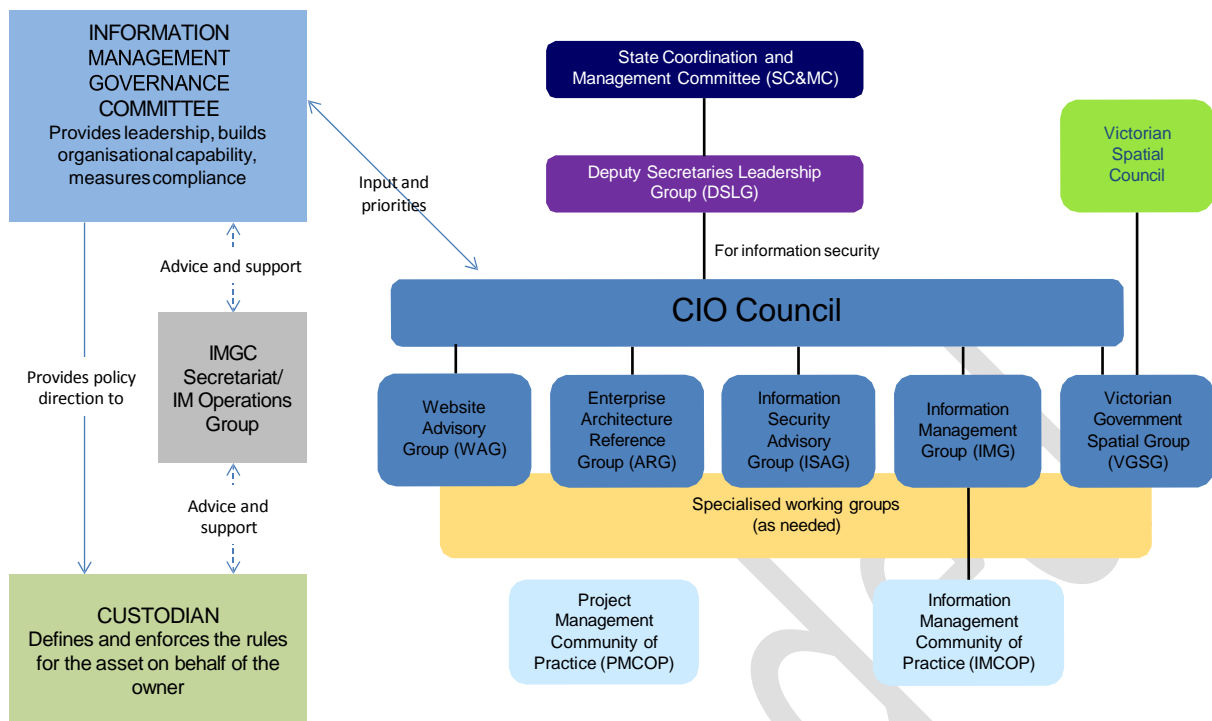 INFORMATION
MANAGEMENT
GOVERNANCE
COMMITTEE
Provides leadership, builds
organisational capability,
measures compliance
Advice and support
IMGC
Secretariat/
IM Operations
Group
Provides policy
direction to
Advice and
support
CUSTODIAN
Defines and enforces the rules
for the asset on behalf of the
owner
Input and
priorities
State Coordination and
Management Committee (SC&MC)
Deputy Secretaries Leadership
Group (DSLG)
For information security
Victorian
Spatial
Council
CIO Council
Website
Advisory
Group (WAG)
Enterprise
Architecture
Reference
Group (ARG)
Information
Security
Advisory
Group (ISAG)
Information
Management
Group (IMG)
Victorian
Government
Spatial Group
(VGSG)
Specialised working groups
(as needed)
Project
Management
Community of
Practice (PMCOP)
Information
Management
Community of
Practice (IMCOP)